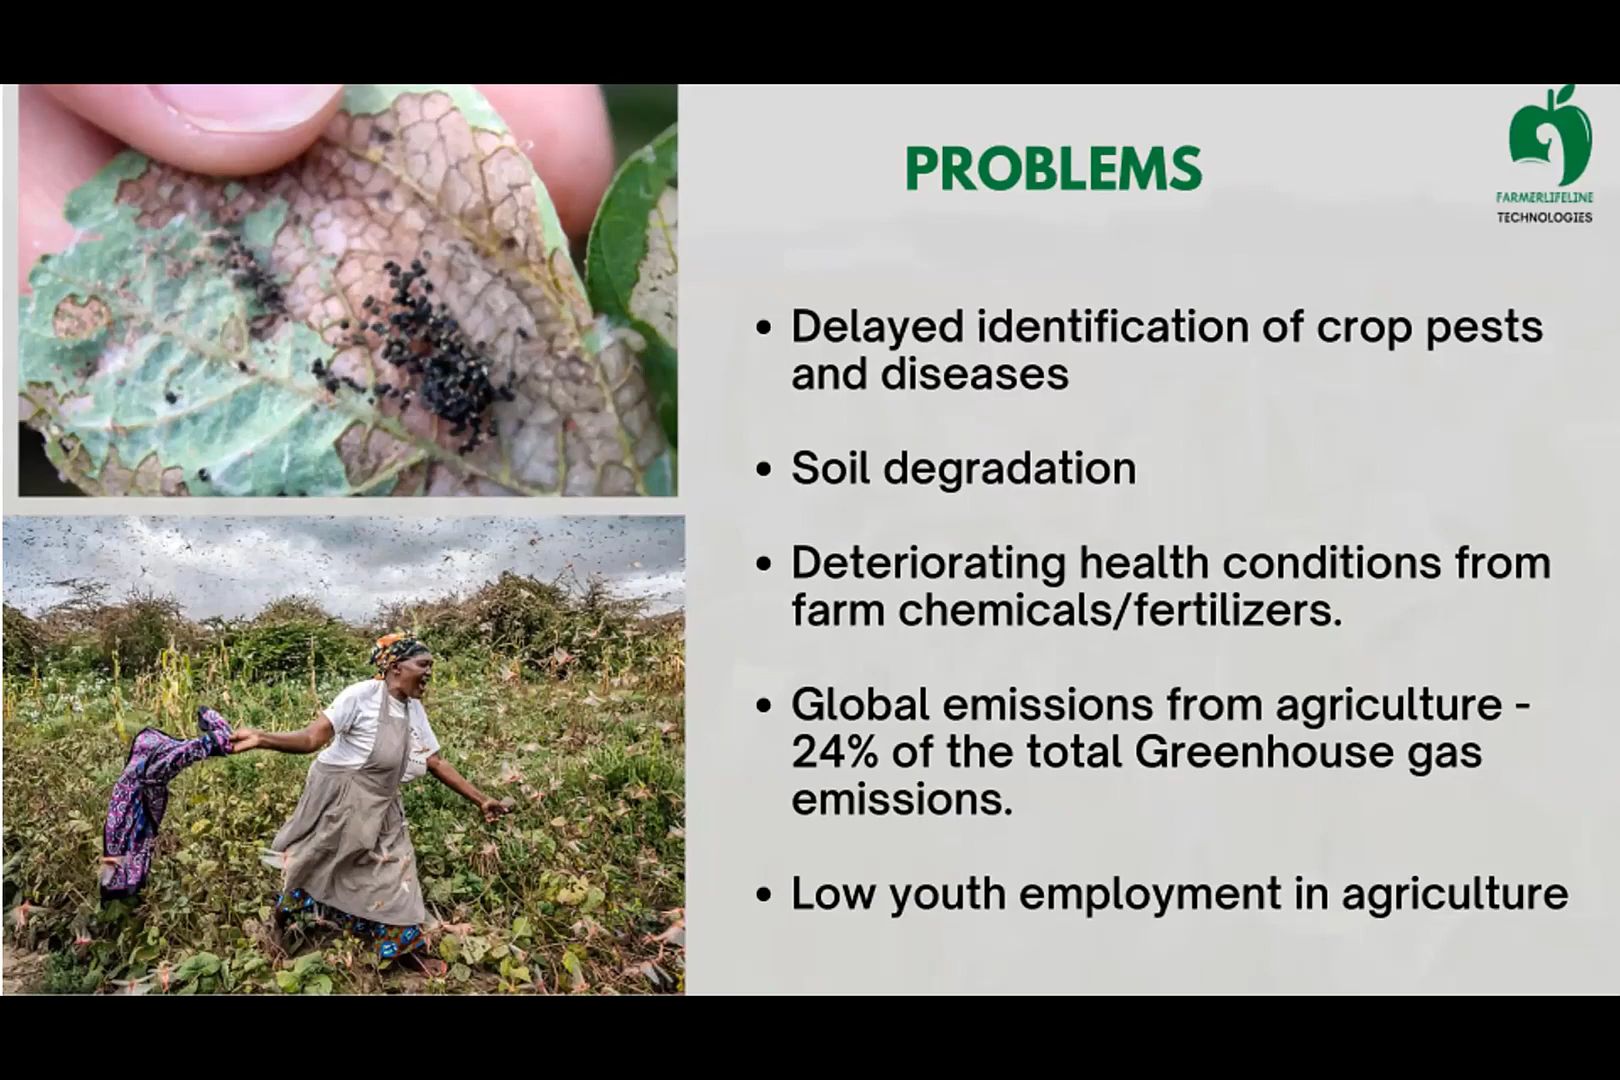 PROBLEMS
FARMERLIFELINE
TECHNOLOGIES
• Delayed identification of crop pests
and diseases
• Soil degradation
• Deteriorating health conditions from
farm chemicals/fertilizers.
• Global emissions from agriculture -
24% of the total Greenhouse gas
emissions.
• Low youth employment in agriculture